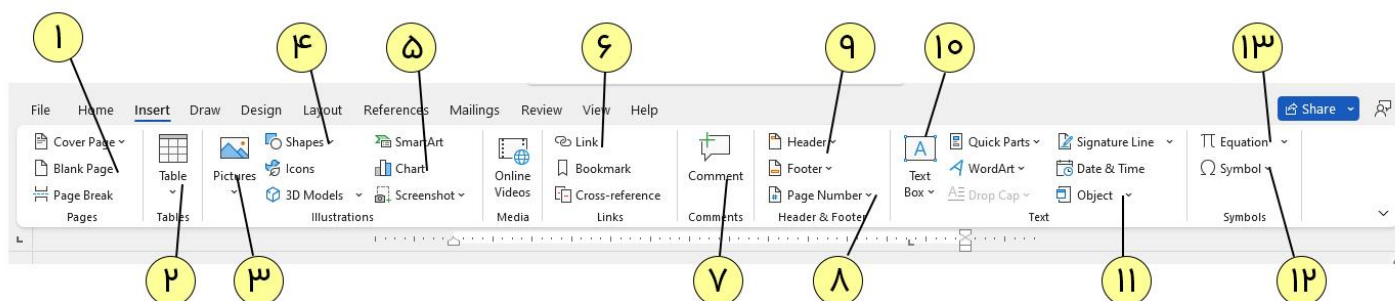 ۱ ۴ ۵ ۶ ۹ ۱۰ ۱۳
File Home Insert Draw Design Layout References Mailings Review View Help Share
Cover Page Shapes SmartArt Link Header Quick Parts Signature Line Equation
Blank Page Icons Chart Bookmark Footer WordArt Date & Time Symbol
Page Break Table Pictures 3D Models Screenshot Online Videos Cross-reference Comment Page Number Text Box Drop Cap Object
Pages Tables Illustrations Media Links Comments Header & Footer Text Symbols
۲ ۳ ۷ ۸ ۱۱ ۱۲